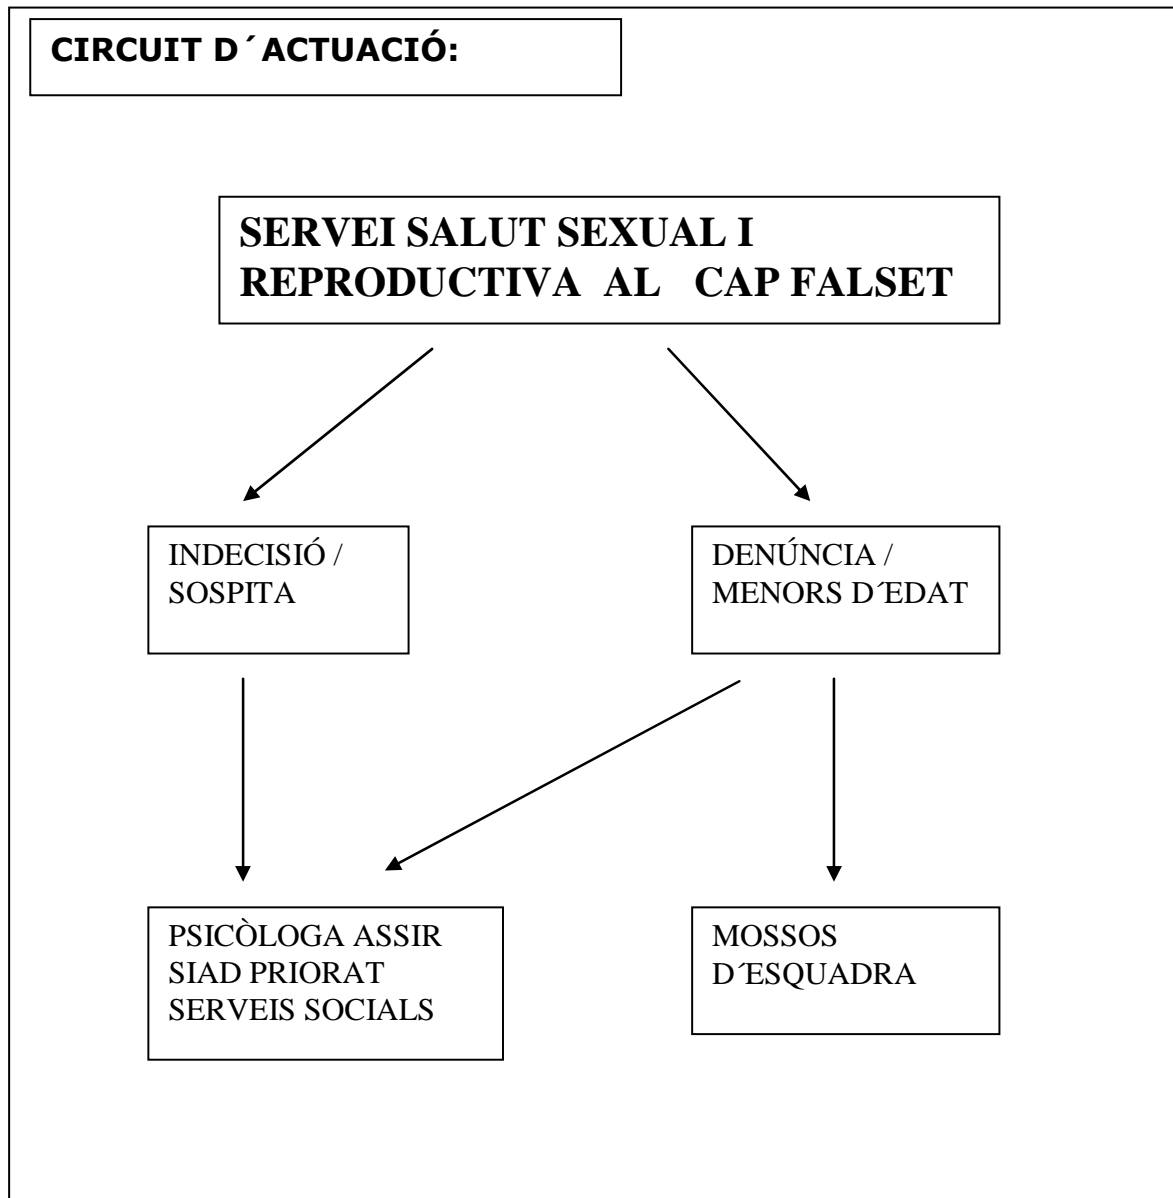 CIRCUIT D´ACTUACIÓ:
SERVEI SALUT SEXUAL I
REPRODUCTIVA AL CAP FALSET
INDECISIÓ /
SOSPITA
DENÚNCIA /
MENORS D´EDAT
PSICÒLOGA ASSIR
SIAD PRIORAT
SERVEIS SOCIALS
MOSSOS
D´ESQUADRA